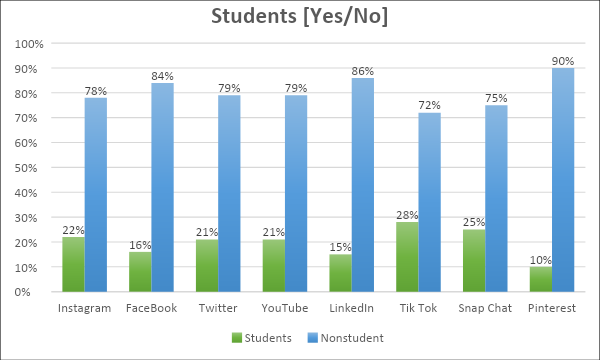 Students [Yes/No]
100%
90%
80%
70%
60%
50%
40%
30%
20%
10%
0%
22% 78% 16% 84% 21% 79% 21% 79% 15% 86% 28% 72% 25% 75% 10% 90%
Instagram FaceBook Twitter YouTube LinkedIn Tik Tok Snap Chat Pinterest
Students Nonstudent